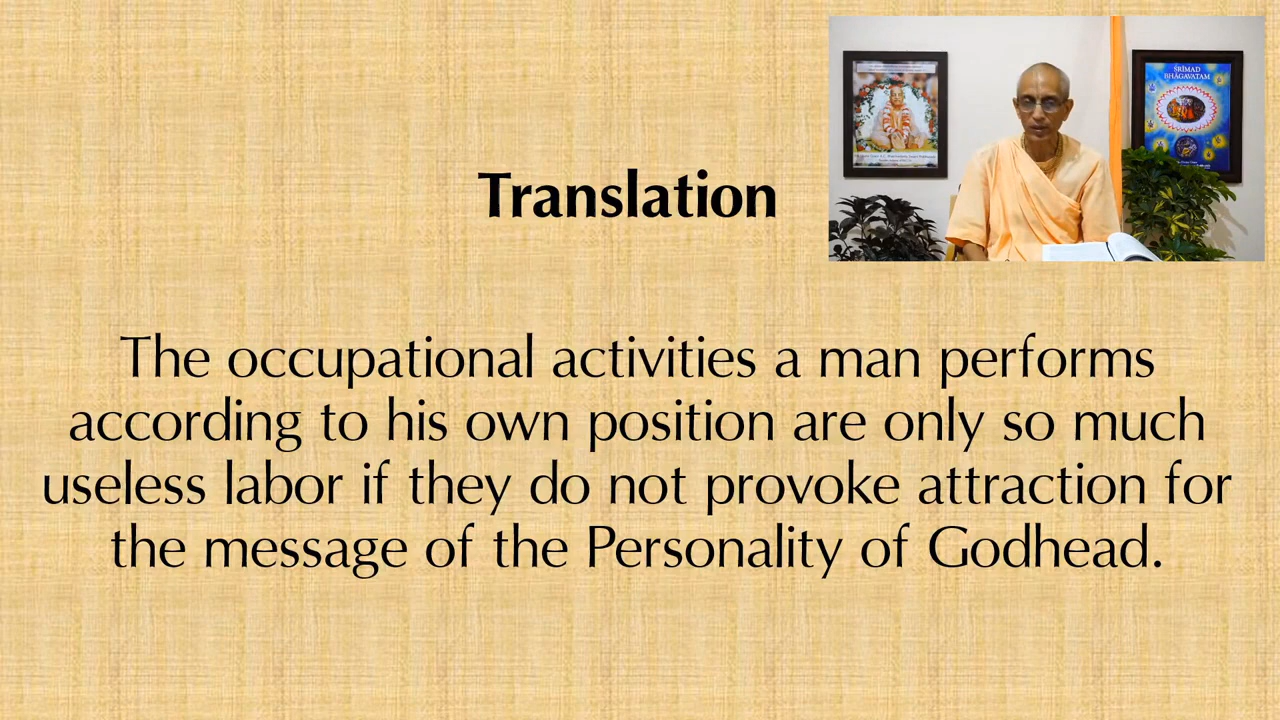 Translation
The occupational activities a man performs
according to his own position are only so much
useless labor if they do not provoke attraction for
the message of the Personality of Godhead.
ŚRĪMAD
BHĀGAVATAM